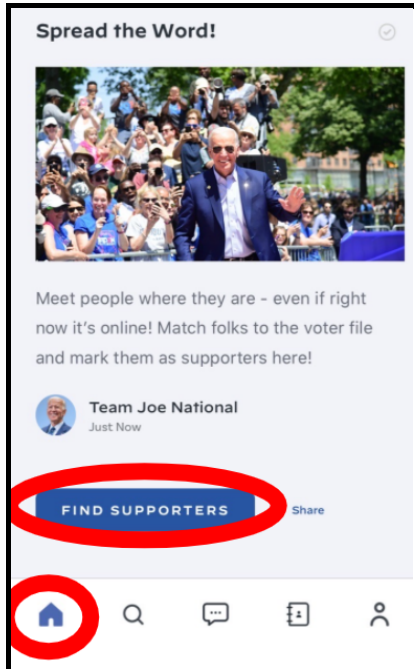 Spread the Word!
Meet people where they are - even if right
now it's online! Match folks to the voter file
and mark them as supporters here!
Team Joe National
Just Now
FIND SUPPORTERS
Share